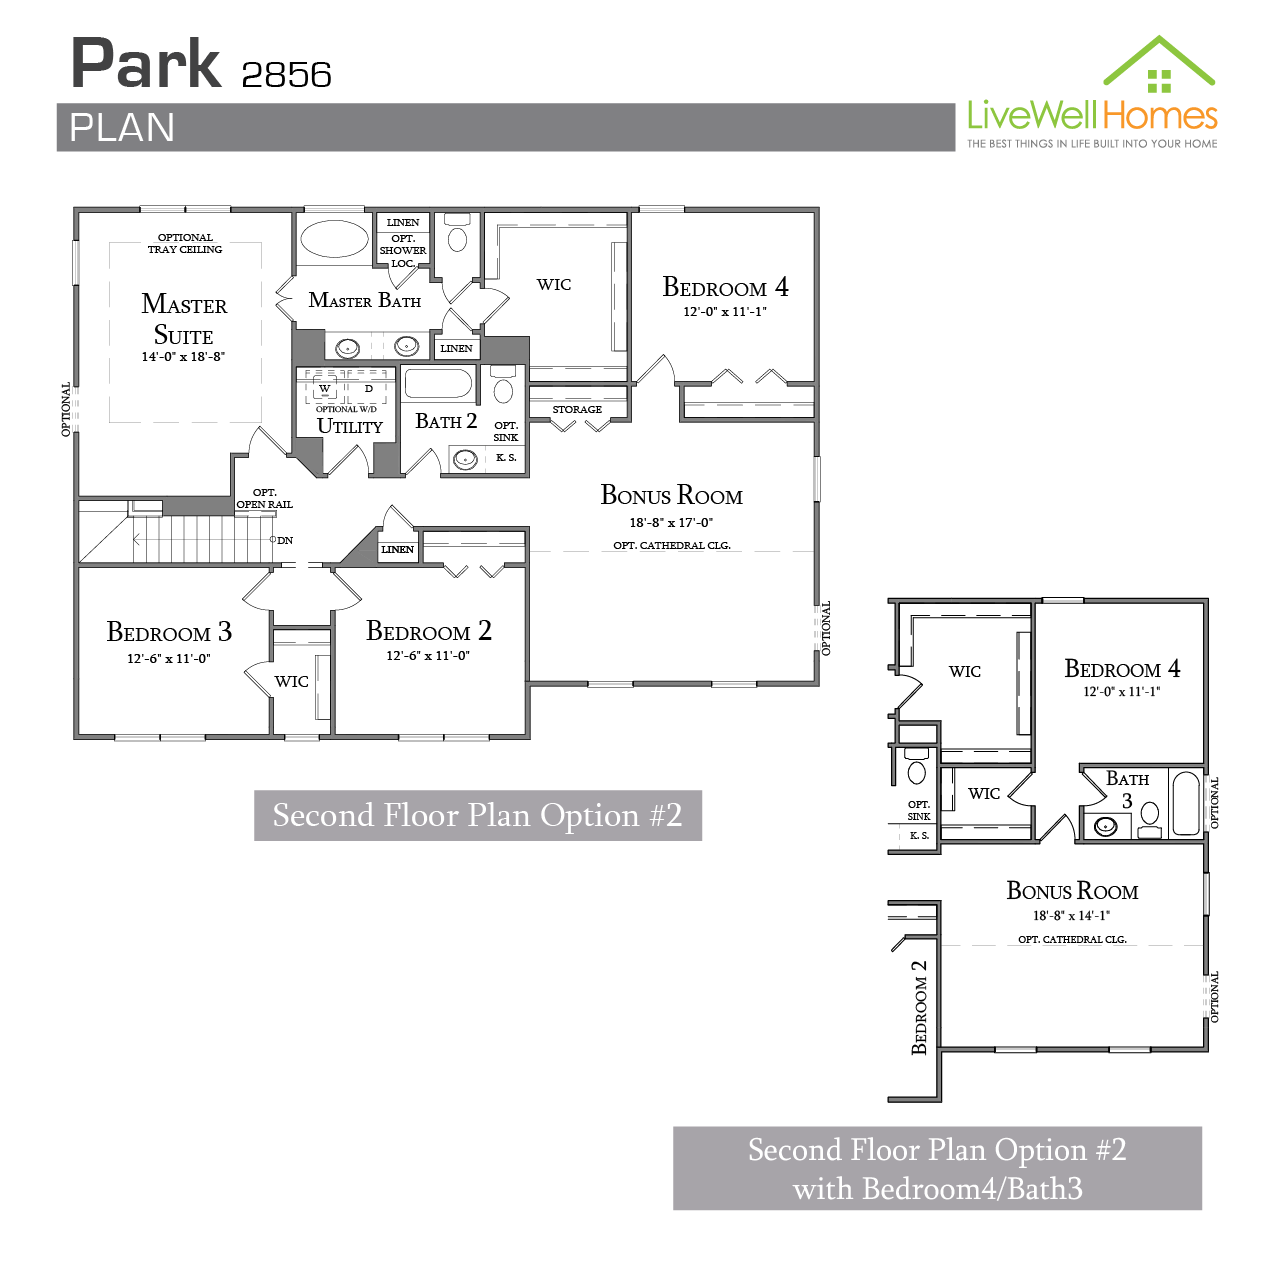 Park 2856
PLAN
LiveWell Homes
THE BEST THINGS IN LIFE BUILT INTO YOUR HOME
OPTIONAL
TRAY CEILING
MASTER
SUITE
14'-0" x 18'-8"
OPTIONAL
LINEN
OPT.
SHOWER
LOC.
MASTER BATH
LINEN
WIC
BEDROOM 4
12'-0" x 11'-1"
W
D
OPTIONAL W/D
UTILITY
BATH 2
OPT.
SINK
K. S.
STORAGE
OPT.
OPEN RAIL
DN
LINEN
BONUS ROOM
18'-8" x 17'-0"
OPT. CATHEDRAL CLG.
OPTIONAL
BEDROOM 3
12'-6" x 11'-0"
WIC
BEDROOM 2
12'-6" x 11'-0"
Second Floor Plan Option #2
WIC
BEDROOM 4
12'-0" x 11'-1"
WIC
BATH
3
OPTIONAL
OPT.
SINK
K. S.
BONUS ROOM
18'-8" x 14'-1"
OPT. CATHEDRAL CLG.
OPTIONAL
BEDROOM 2
Second Floor Plan Option #2
with Bedroom4/Bath3